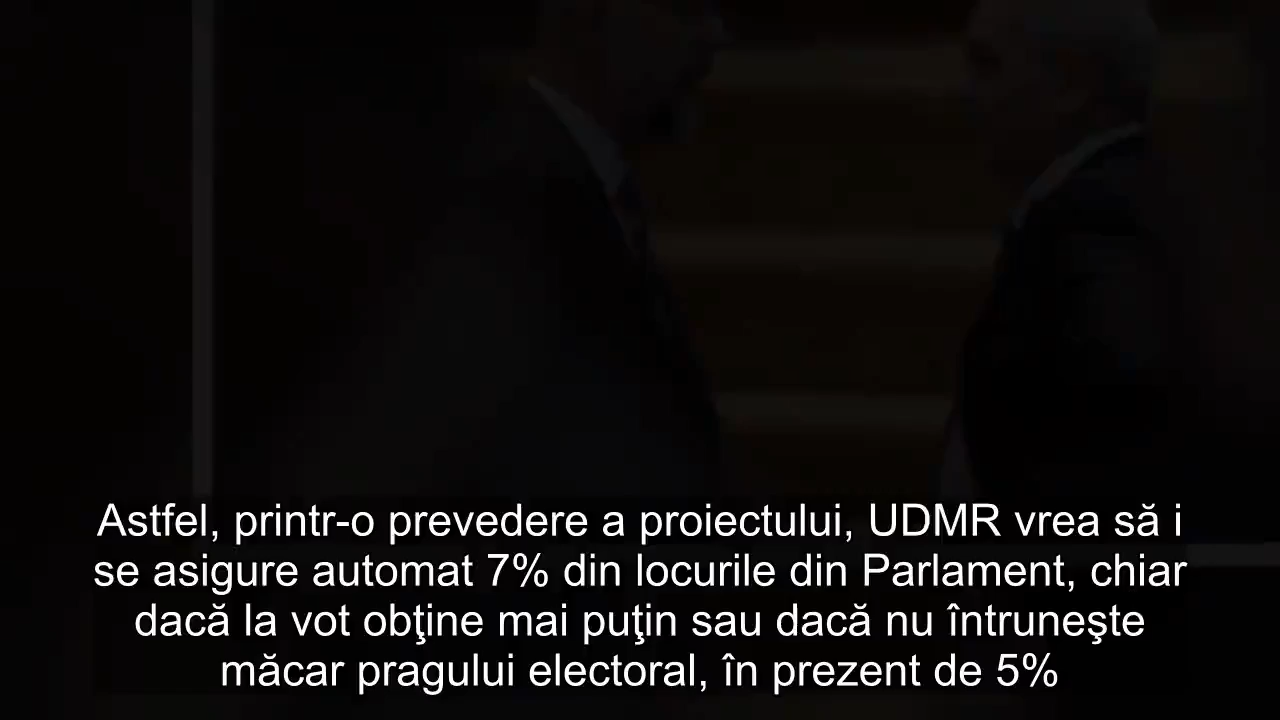 Astfel, printr-o prevedere a proiectului, UDMR vrea să i
se asigure automat 7% din locurile din Parlament, chiar
dacă la vot obţine mai puţin sau dacă nu întruneşte
măcar pragului electoral, în prezent de 5%